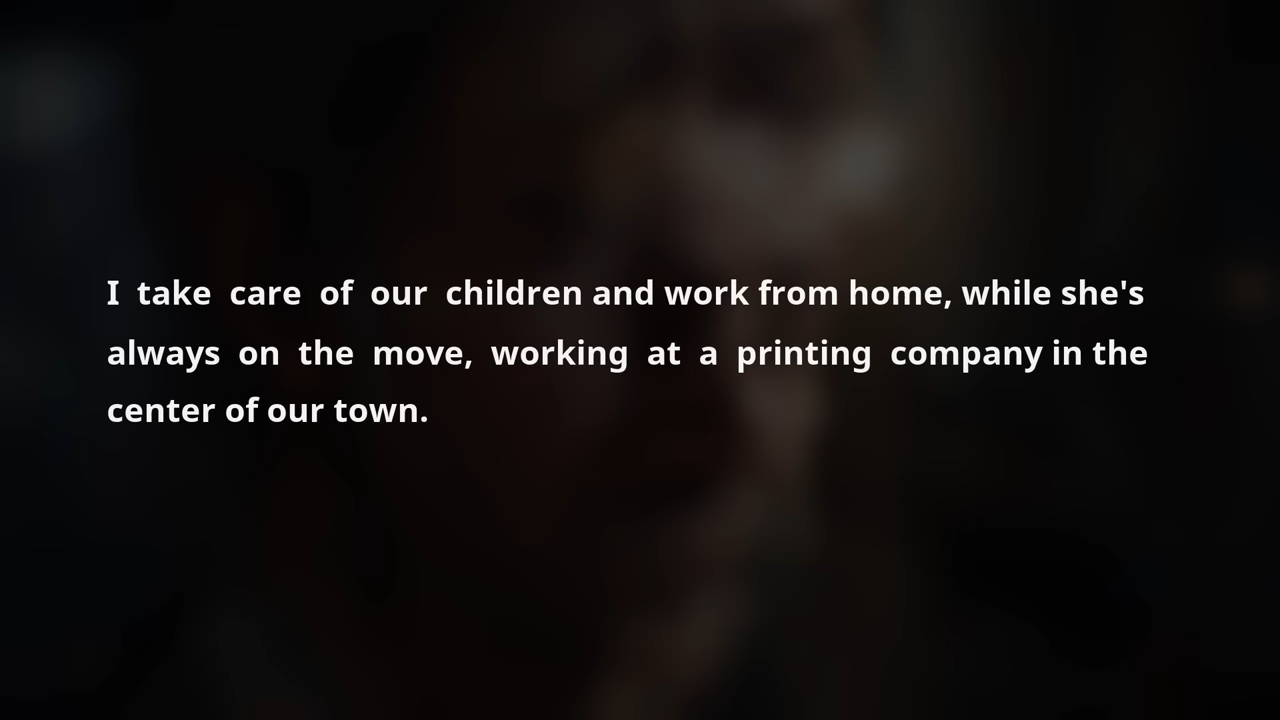 I take care of our children and work from home, while she's
always on the move, working at a printing company in the
center of our town.